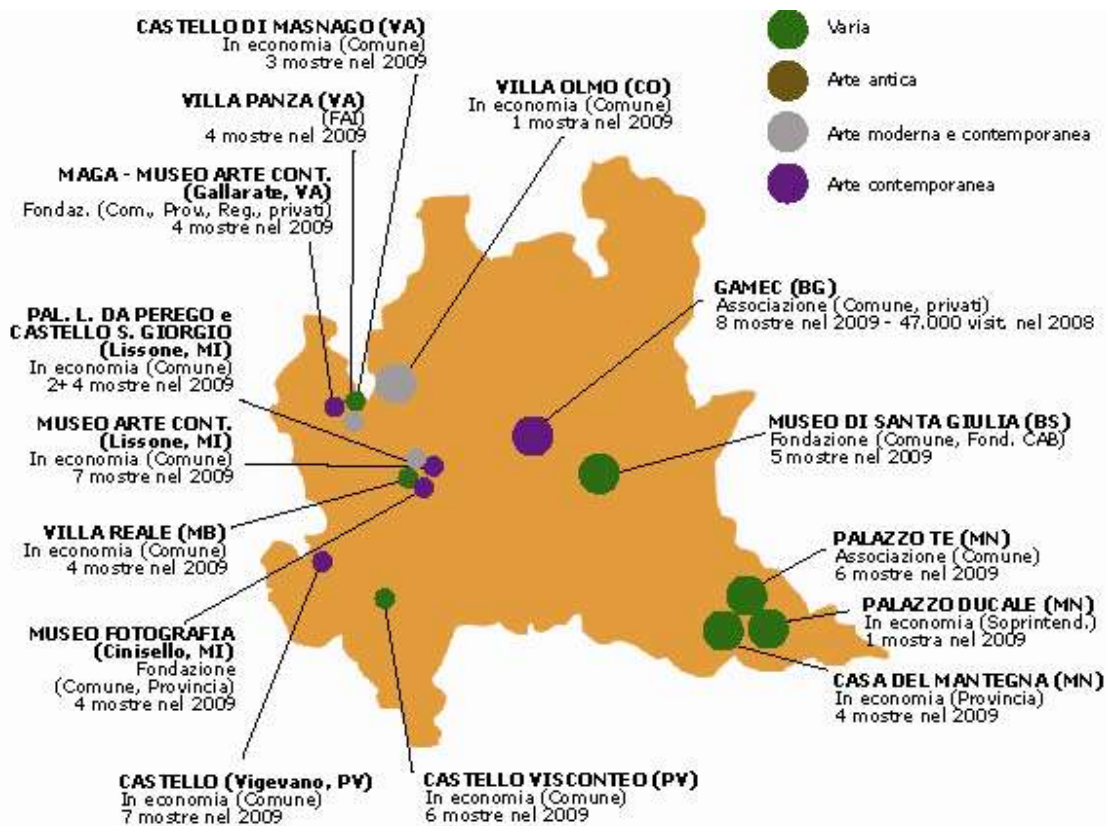 CASTELLO DI MASNAGO (VA)
In economia (Comune)
3 mostre nel 2009
VILLA PANZA (VA)
(FAI)
4 mostre nel 2009
MAGA - MUSEO ARTE CONT.
(Gallarate, VA)
Fondaz. (Com., Prov., Reg., privati)
4 mostre nel 2009
VILLA OLMO (CO)
In economia (Comune)
1 mostra nel 2009
Varia
Arte antica
Arte moderna e contemporanea
Arte contemporanea
PAL. L. DA PEREGO e
CASTELLO S. GIORGIO
(Lissone, MI)
In economia (Comune)
2+4 mostre nel 2009
MUSEO ARTE CONT.
(Lissone, MI)
In economia (Comune)
7 mostre nel 2009
VILLA REALE (MB)
In economia (Comune)
4 mostre nel 2009
MUSEO FOTOGRAFIA
(Cinisello, MI)
Fondazione
(Comune, Provincia)
4 mostre nel 2009
CASTELLO (Vigevano, PV)
In economia (Comune)
7 mostre nel 2009
CASTELLO VISCONTEO (PV)
In economia (Comune)
6 mostre nel 2009
GAMEC (BG)
Associazione (Comune, privati)
8 mostre nel 2009 - 47.000 visit. nel 2008
MUSEO DI SANTA GIULIA (BS)
Fondazione (Comune, Fond. CAB)
5 mostre nel 2009
PALAZZO TE (MN)
Associazione (Comune)
6 mostre nel 2009
PALAZZO DUCALE (MN)
In economia (Soprintend.)
1 mostra nel 2009
CASA DEL MANTEGNA (MN)
In economia (Provincia)
4 mostre nel 2009